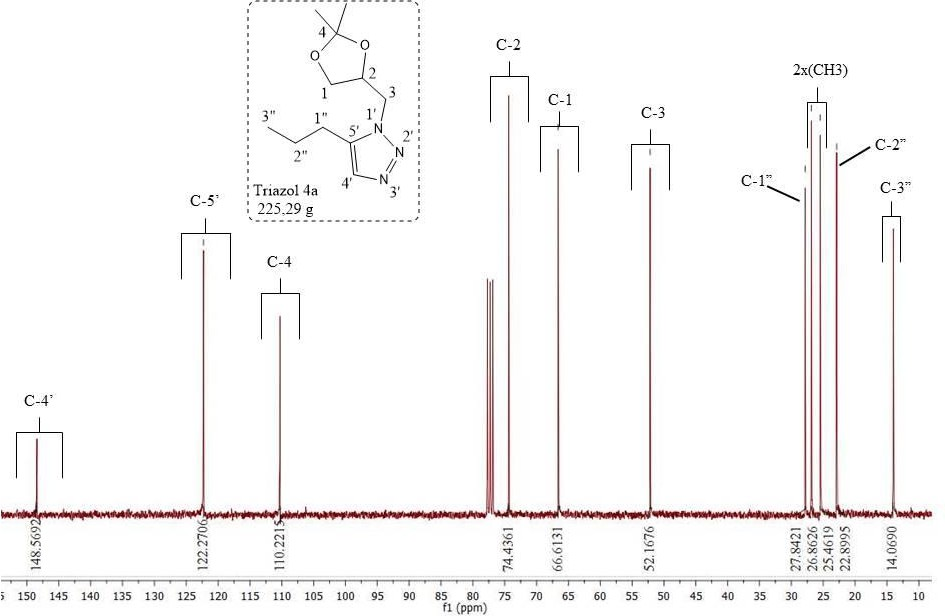 4
O
O
2
1
3
3"
1"
1'
5'
N
2'
N
2"
4'
N
3'
Triazol 4a
225,29 g
C-2
2x(CH3)
C-1
C-3
C-2”
C-1”
C-3”
C-5’
C-4
C-4’
148.5692
122.2706
110.2215
74.4361
66.6131
52.1676
27.8421
26.8626
25.4619
22.8995
14.0690
5 150 145 140 135 130 125 120 115 110 105 100 95 90 85 80 75 70 65 60 55 50 45 40 35 30 25 20 15 10
f1 (ppm)